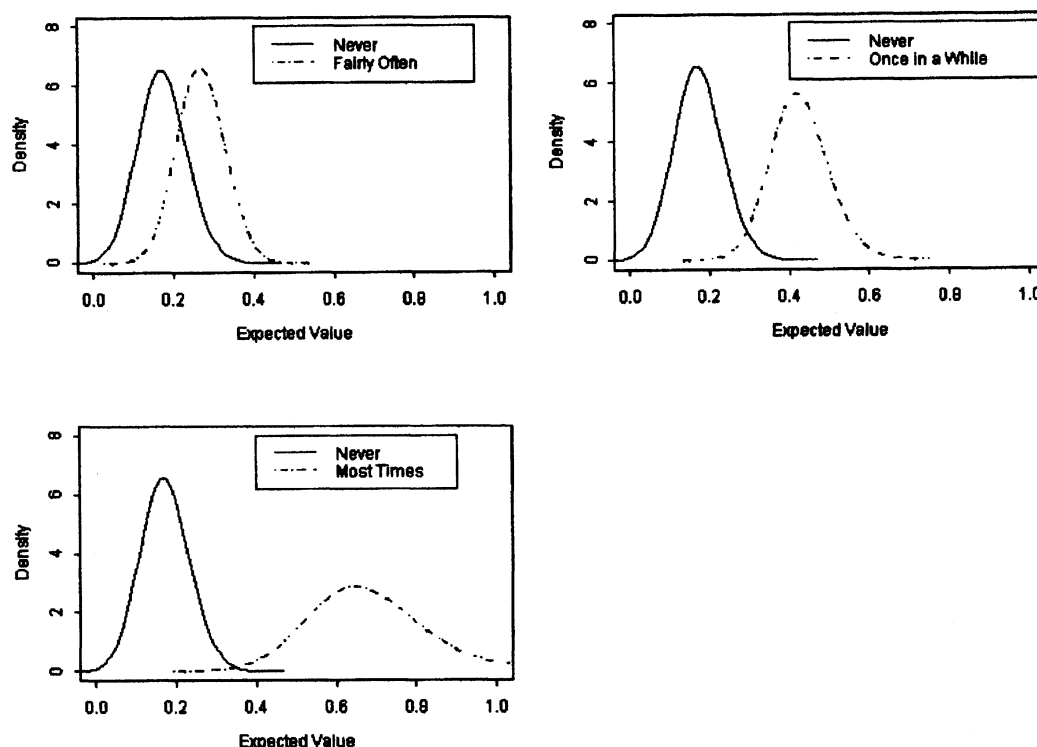 8
6
4
2
0
Density
Never
Fairly Often
0.0 0.2 0.4 0.6 0.8 1.0
Expected Value
8
6
4
2
0
Density
Never
Once in a While
0.0 0.2 0.4 0.6 0.8 1.0
Expected Value
8
6
4
2
0
Density
Never
Most Times
0.0 0.2 0.4 0.6 0.8 1.0
Expected Value